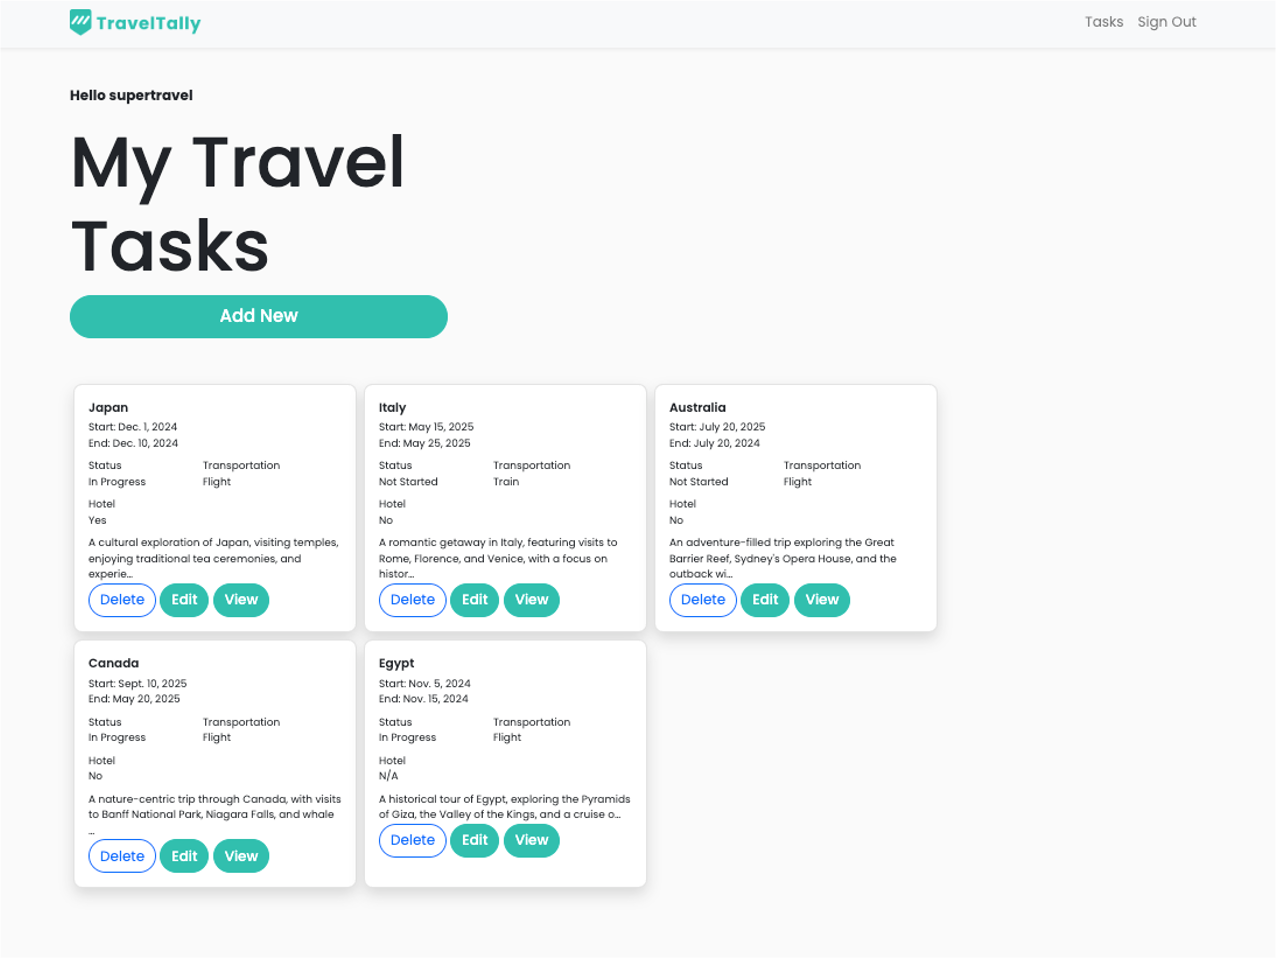 TravelTally
Tasks Sign Out
Hello supertravel
My Travel
Tasks
Add New
Japan
Start: Dec. 1, 2024
End: Dec. 10, 2024
Status Transportation
In Progress Flight
Hotel
Yes
A cultural exploration of Japan, visiting temples,
enjoying traditional tea ceremonies, and
experie...
Delete Edit View
Italy
Start: May 15, 2025
End: May 25, 2025
Status Transportation
Not Started Train
Hotel
No
A romantic getaway in Italy, featuring visits to
Rome, Florence, and Venice, with a focus on
histor...
Delete Edit View
Australia
Start: July 20, 2025
End: July 20, 2024
Status Transportation
Not Started Flight
Hotel
No
An adventure-filled trip exploring the Great
Barrier Reef, Sydney's Opera House, and the
outback wi...
Delete Edit View
Canada
Start: Sept. 10, 2025
End: May 20, 2025
Status Transportation
In Progress Flight
Hotel
No
A nature-centric trip through Canada, with visits
to Banff National Park, Niagara Falls, and whale
...
Delete Edit View
Egypt
Start: Nov. 5, 2024
End: Nov. 15, 2024
Status Transportation
In Progress Flight
Hotel
N/A
A historical tour of Egypt, exploring the Pyramids
of Giza, the Valley of the Kings, and a cruise o...
Delete Edit View